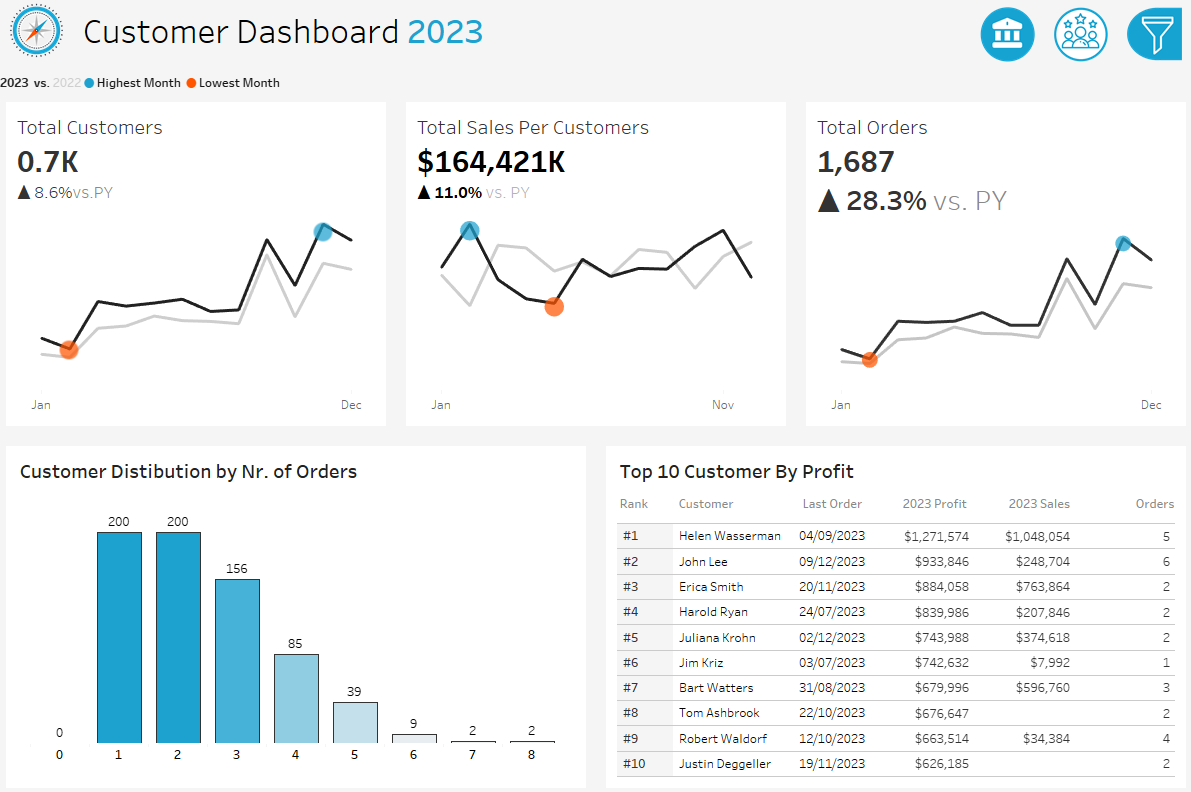 Customer Dashboard 2023
2023 vs. 2022 Highest Month Lowest Month
Total Customers
0.7K
▲ 8.6%vs.PY
Jan Dec
Total Sales Per Customers
$164,421K
▲ 11.0% vs. PY
Jan Nov
Total Orders
1,687
▲ 28.3% vs. PY
Jan Dec
Customer Distibution by Nr. of Orders
0 200 200 156 85 39 9 2 2
0 1 2 3 4 5 6 7 8
Top 10 Customer By Profit
Rank Customer Last Order 2023 Profit 2023 Sales Orders
#1 Helen Wasserman 04/09/2023 $1,271,574 $1,048,054 5
#2 John Lee 09/12/2023 $933,846 $248,704 6
#3 Erica Smith 20/11/2023 $884,058 $763,864 2
#4 Harold Ryan 24/07/2023 $839,986 $207,846 2
#5 Juliana Krohn 02/12/2023 $743,988 $374,618 2
#6 Jim Kriz 03/07/2023 $742,632 $7,992 1
#7 Bart Watters 31/08/2023 $679,996 $596,760 3
#8 Tom Ashbrook 22/10/2023 $676,647 2
#9 Robert Waldorf 12/10/2023 $663,514 $34,384 4
#10 Justin Deggeller 19/11/2023 $626,185 2